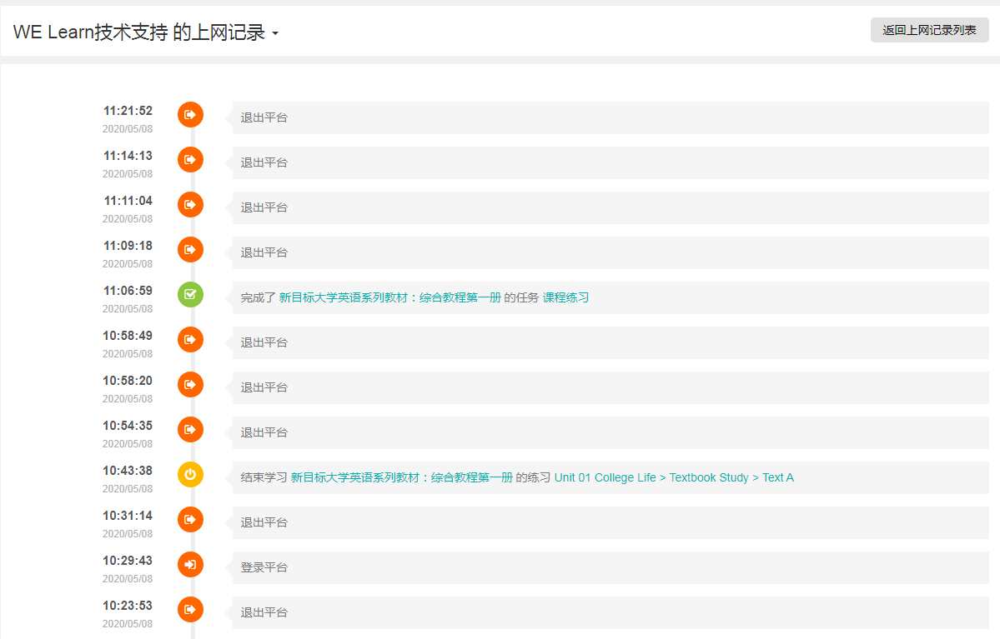 WE Learn技术支持 的上网记录
返回上网记录列表
11:21:52
退出平台
2020/05/08
11:14:13
退出平台
2020/05/08
11:11:04
退出平台
2020/05/08
11:09:18
退出平台
2020/05/08
11:06:59
完成了 新目标大学英语系列教材：综合教程第一册 的任务 课程练习
2020/05/08
10:58:49
退出平台
2020/05/08
10:58:20
退出平台
2020/05/08
10:54:35
退出平台
2020/05/08
10:43:38
结束学习 新目标大学英语系列教材：综合教程第一册 的练习 Unit 01 College Life > Textbook Study > Text A
2020/05/08
10:31:14
退出平台
2020/05/08
10:29:43
登录平台
2020/05/08
10:23:53
退出平台
2020/05/08